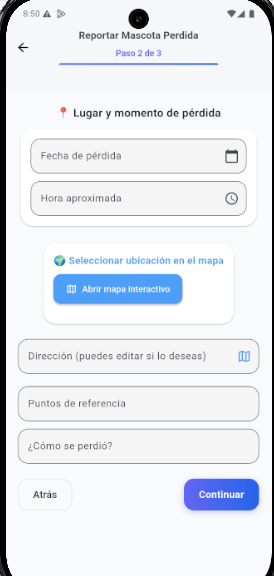 8:50
Reportar Mascota Perdida
Paso 2 de 3
📍 Lugar y momento de pérdida
Fecha de pérdida
Hora aproximada
🌍 Seleccionar ubicación en el mapa
Abrir mapa interactivo
Dirección (puedes editar si lo deseas)
Puntos de referencia
¿Cómo se perdió?
Atrás
Continuar